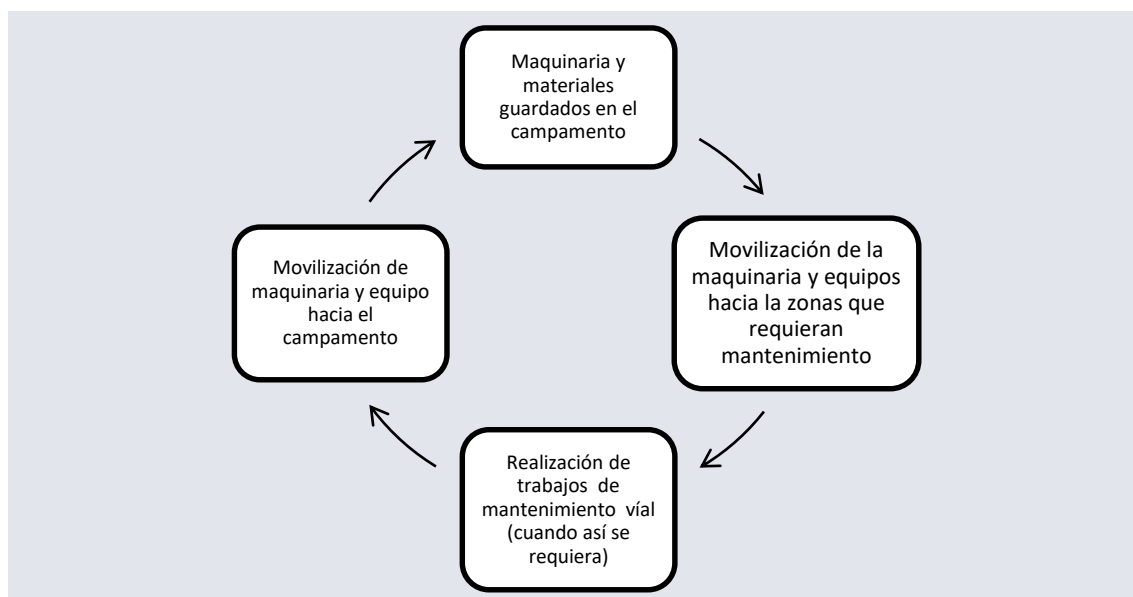 Maquinaria y
materiales
guardados en el
campamento
Movilización de la
maquinaria y equipos
hacia la zonas que
requieran
mantenimiento
Realización de
trabajos de
mantenimiento víal
(cuando así se
requiera)
Movilización de
maquinaria y equipo
hacia el
campamento